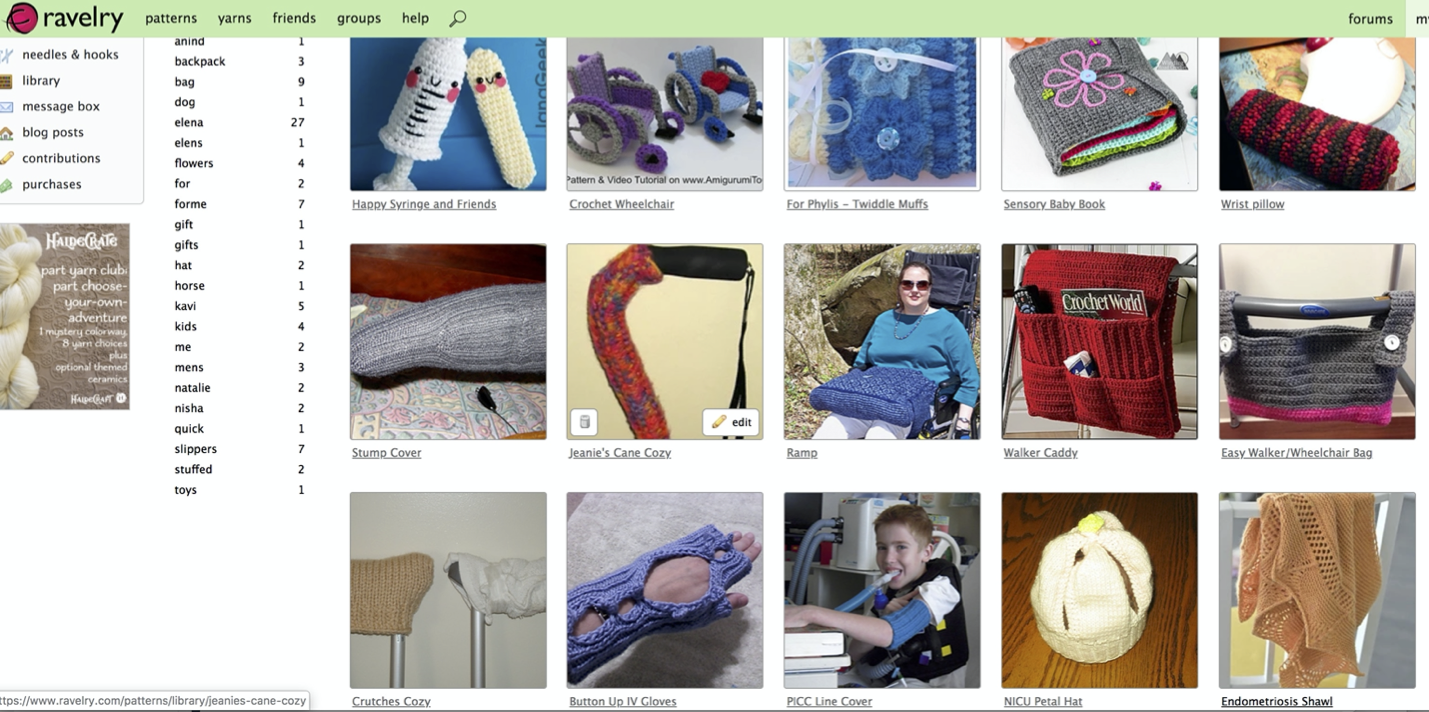 ravelry
patterns
yarns
friends
groups
help
forums
needles & hooks
library
message box
blog posts
contributions
purchases
HALDECRAFT
part yarn club
part choose-
your-own-
adventure
1 mystery colorway,
8 yarn choices
plus
optional themed
ceramics
HALDECRAFT
anind 1
backpack 3
bag 9
dog 1
elena 27
elens 1
flowers 4
for 2
forme 7
gift 1
gifts 1
hat 2
horse 1
kavi 5
kids 4
me 2
mens 3
natalie 2
nisha 2
quick 1
slippers 7
stuffed 2
toys 1
Pattern & Video Tutorial on www.AmigurumiTo
Happy Syringe and Friends
Crochet Wheelchair
For Phylis – Twiddle Muffs
Sensory Baby Book
Wrist pillow
edit
Crochet World
Stump Cover
Jeanie's Cane Cozy
Ramp
Walker Caddy
Easy Walker/Wheelchair Bag
Crutches Cozy
Button Up IV Gloves
PICC Line Cover
NICU Petal Hat
Endometriosis Shawl
ttps://www.ravelry.com/patterns/library/jeanies-cane-cozy